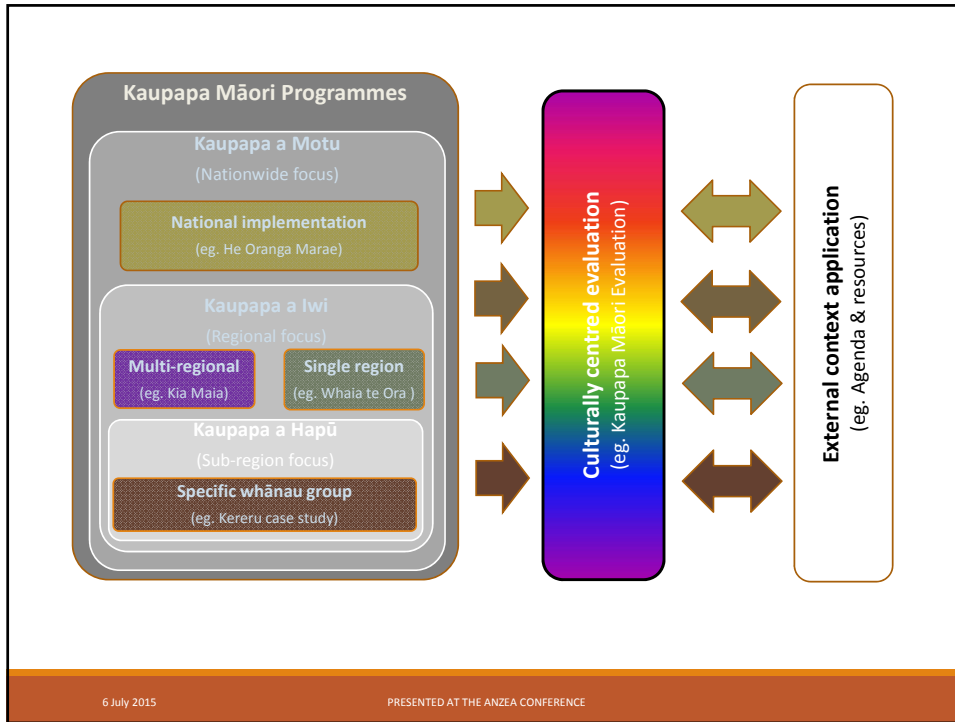 Kaupapa Māori Programmes
Kaupapa a Motu
(Nationwide focus)
National implementation
(eg. He Oranga Marae)
Kaupapa a Iwi
(Regional focus)
Multi-regional
(eg. Kia Maia)
Single region
(eg. Whaia te Ora )
Kaupapa a Hapū
(Sub-region focus)
Specific whānau group
(eg. Kereru case study)
Culturally centred evaluation
(eg. Kaupapa Māori Evaluation)
External context application
(eg. Agenda & resources)
6 July 2015
PRESENTED AT THE ANZEA CONFERENCE